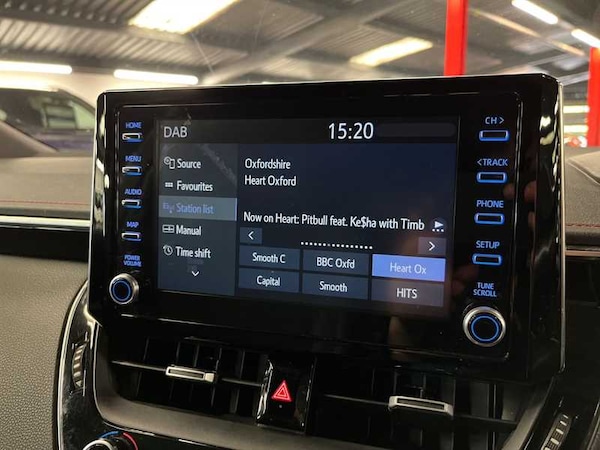 DAB
15:20
HOME
MENU
AUDIO
MAP
POWER
VOLUME
Source
Favourites
Station list
Manual
Time shift
Oxfordshire
Heart Oxford
Now on Heart: Pitbull feat. Ke$ha with Timb
< >
Smooth C BBC Oxfd Heart Ox
Capital Smooth HITS
CH >
< TRACK
PHONE
SETUP
TUNE
SCROLL